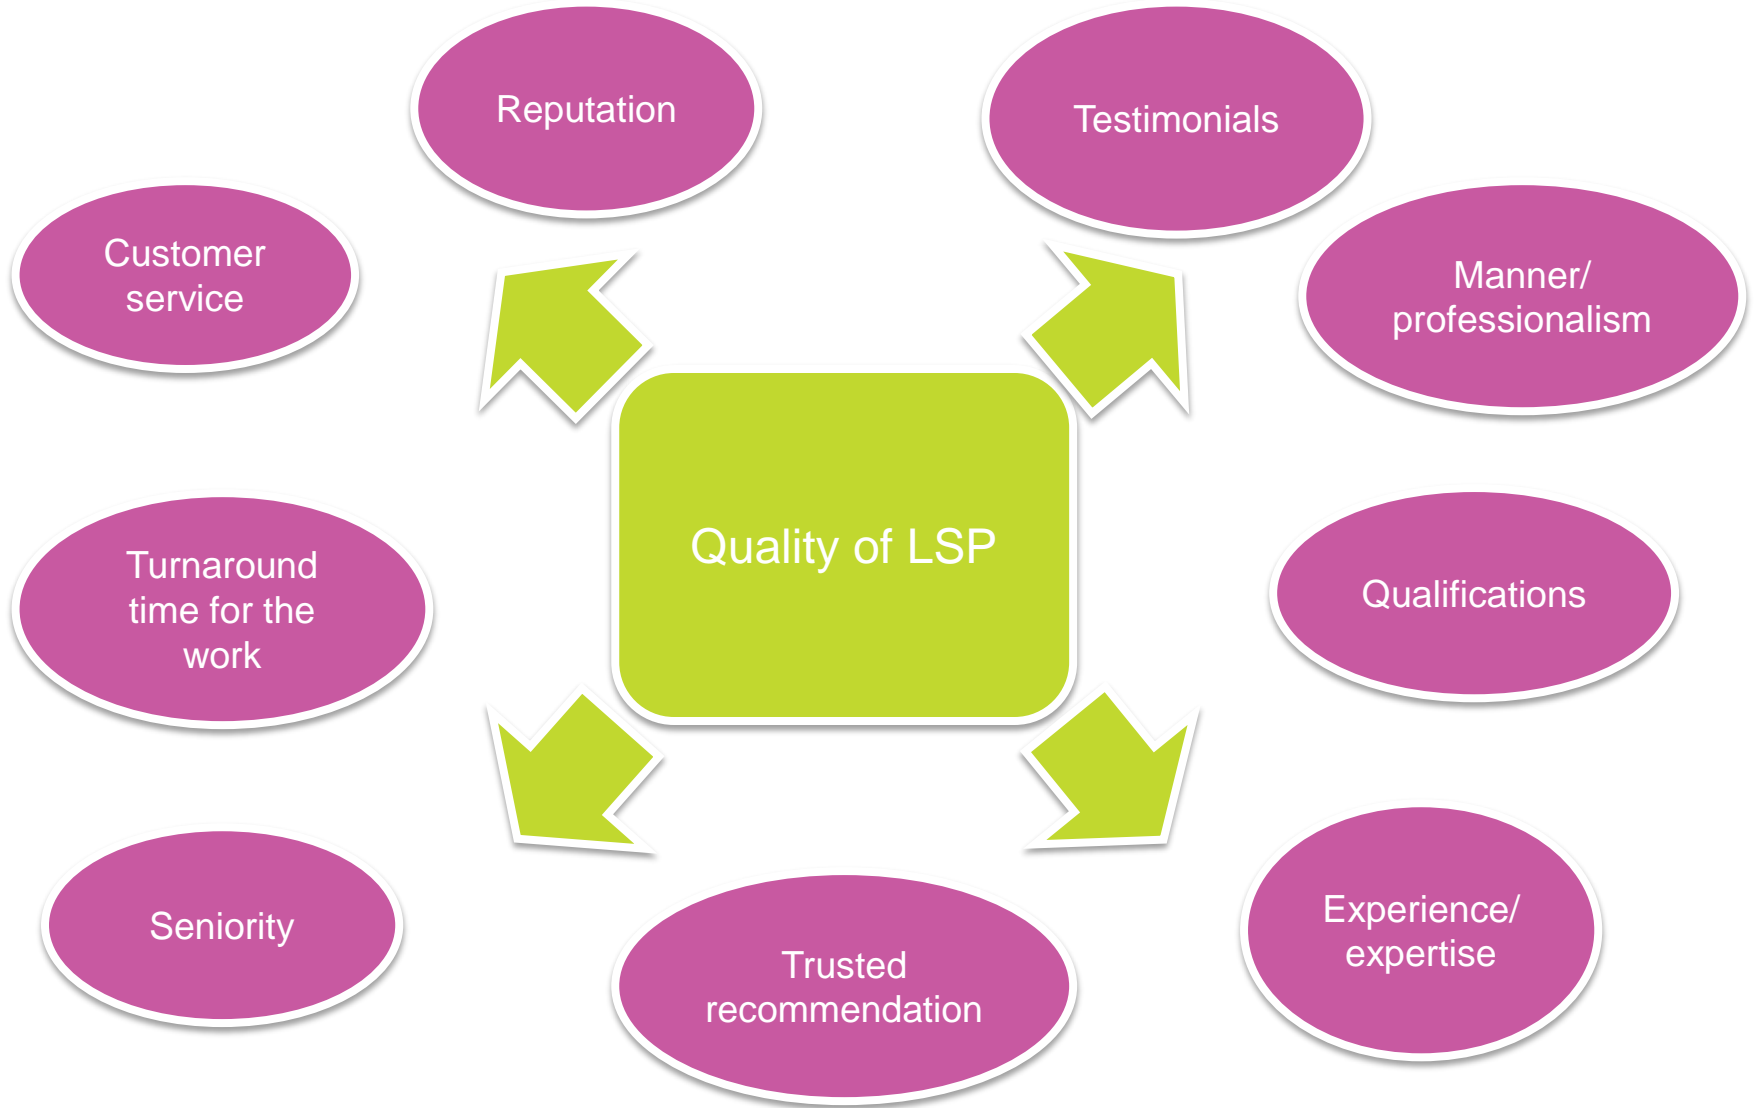 Reputation
Testimonials
Customer
service
Manner/
professionalism
Quality of LSP
Turnaround
time for the
work
Qualifications
Seniority
Trusted
recommendation
Experience/
expertise